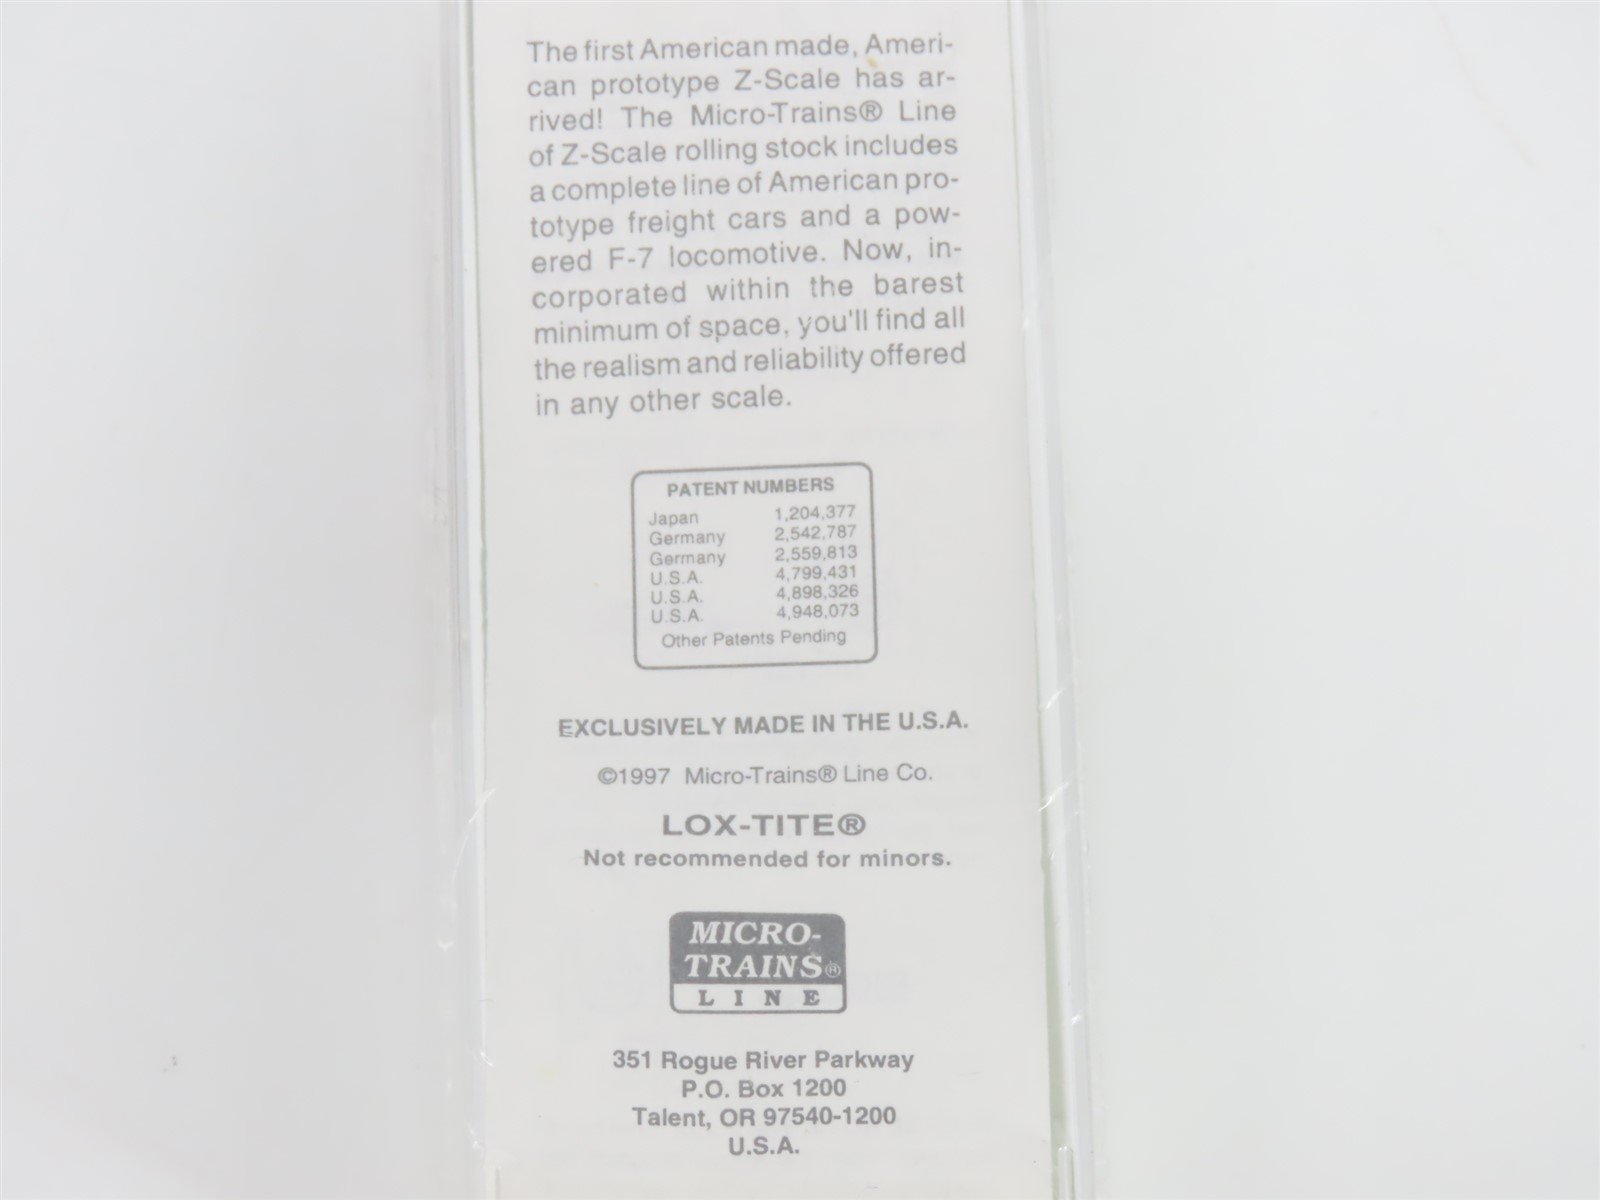 The first American made, Ameri-
can prototype Z-Scale has ar-
rived! The Micro-Trains® Line
of Z-Scale rolling stock includes
a complete line of American pro-
totype freight cars and a pow-
ered F-7 locomotive. Now, in-
corporated within the barest
minimum of space, you'll find all
the realism and reliability offered
in any other scale.
PATENT NUMBERS
Japan 1,204,377
Germany 2,542,787
Germany 2,559,813
U.S.A. 4,799,431
U.S.A. 4,898,326
U.S.A. 4,948,073
Other Patents Pending
EXCLUSIVELY MADE IN THE U.S.A.
©1997 Micro-Trains® Line Co.
LOX-TITE®
Not recommended for minors.
MICRO-
TRAINS®
LINE
351 Rogue River Parkway
P.O. Box 1200
Talent, OR 97540-1200
U.S.A.